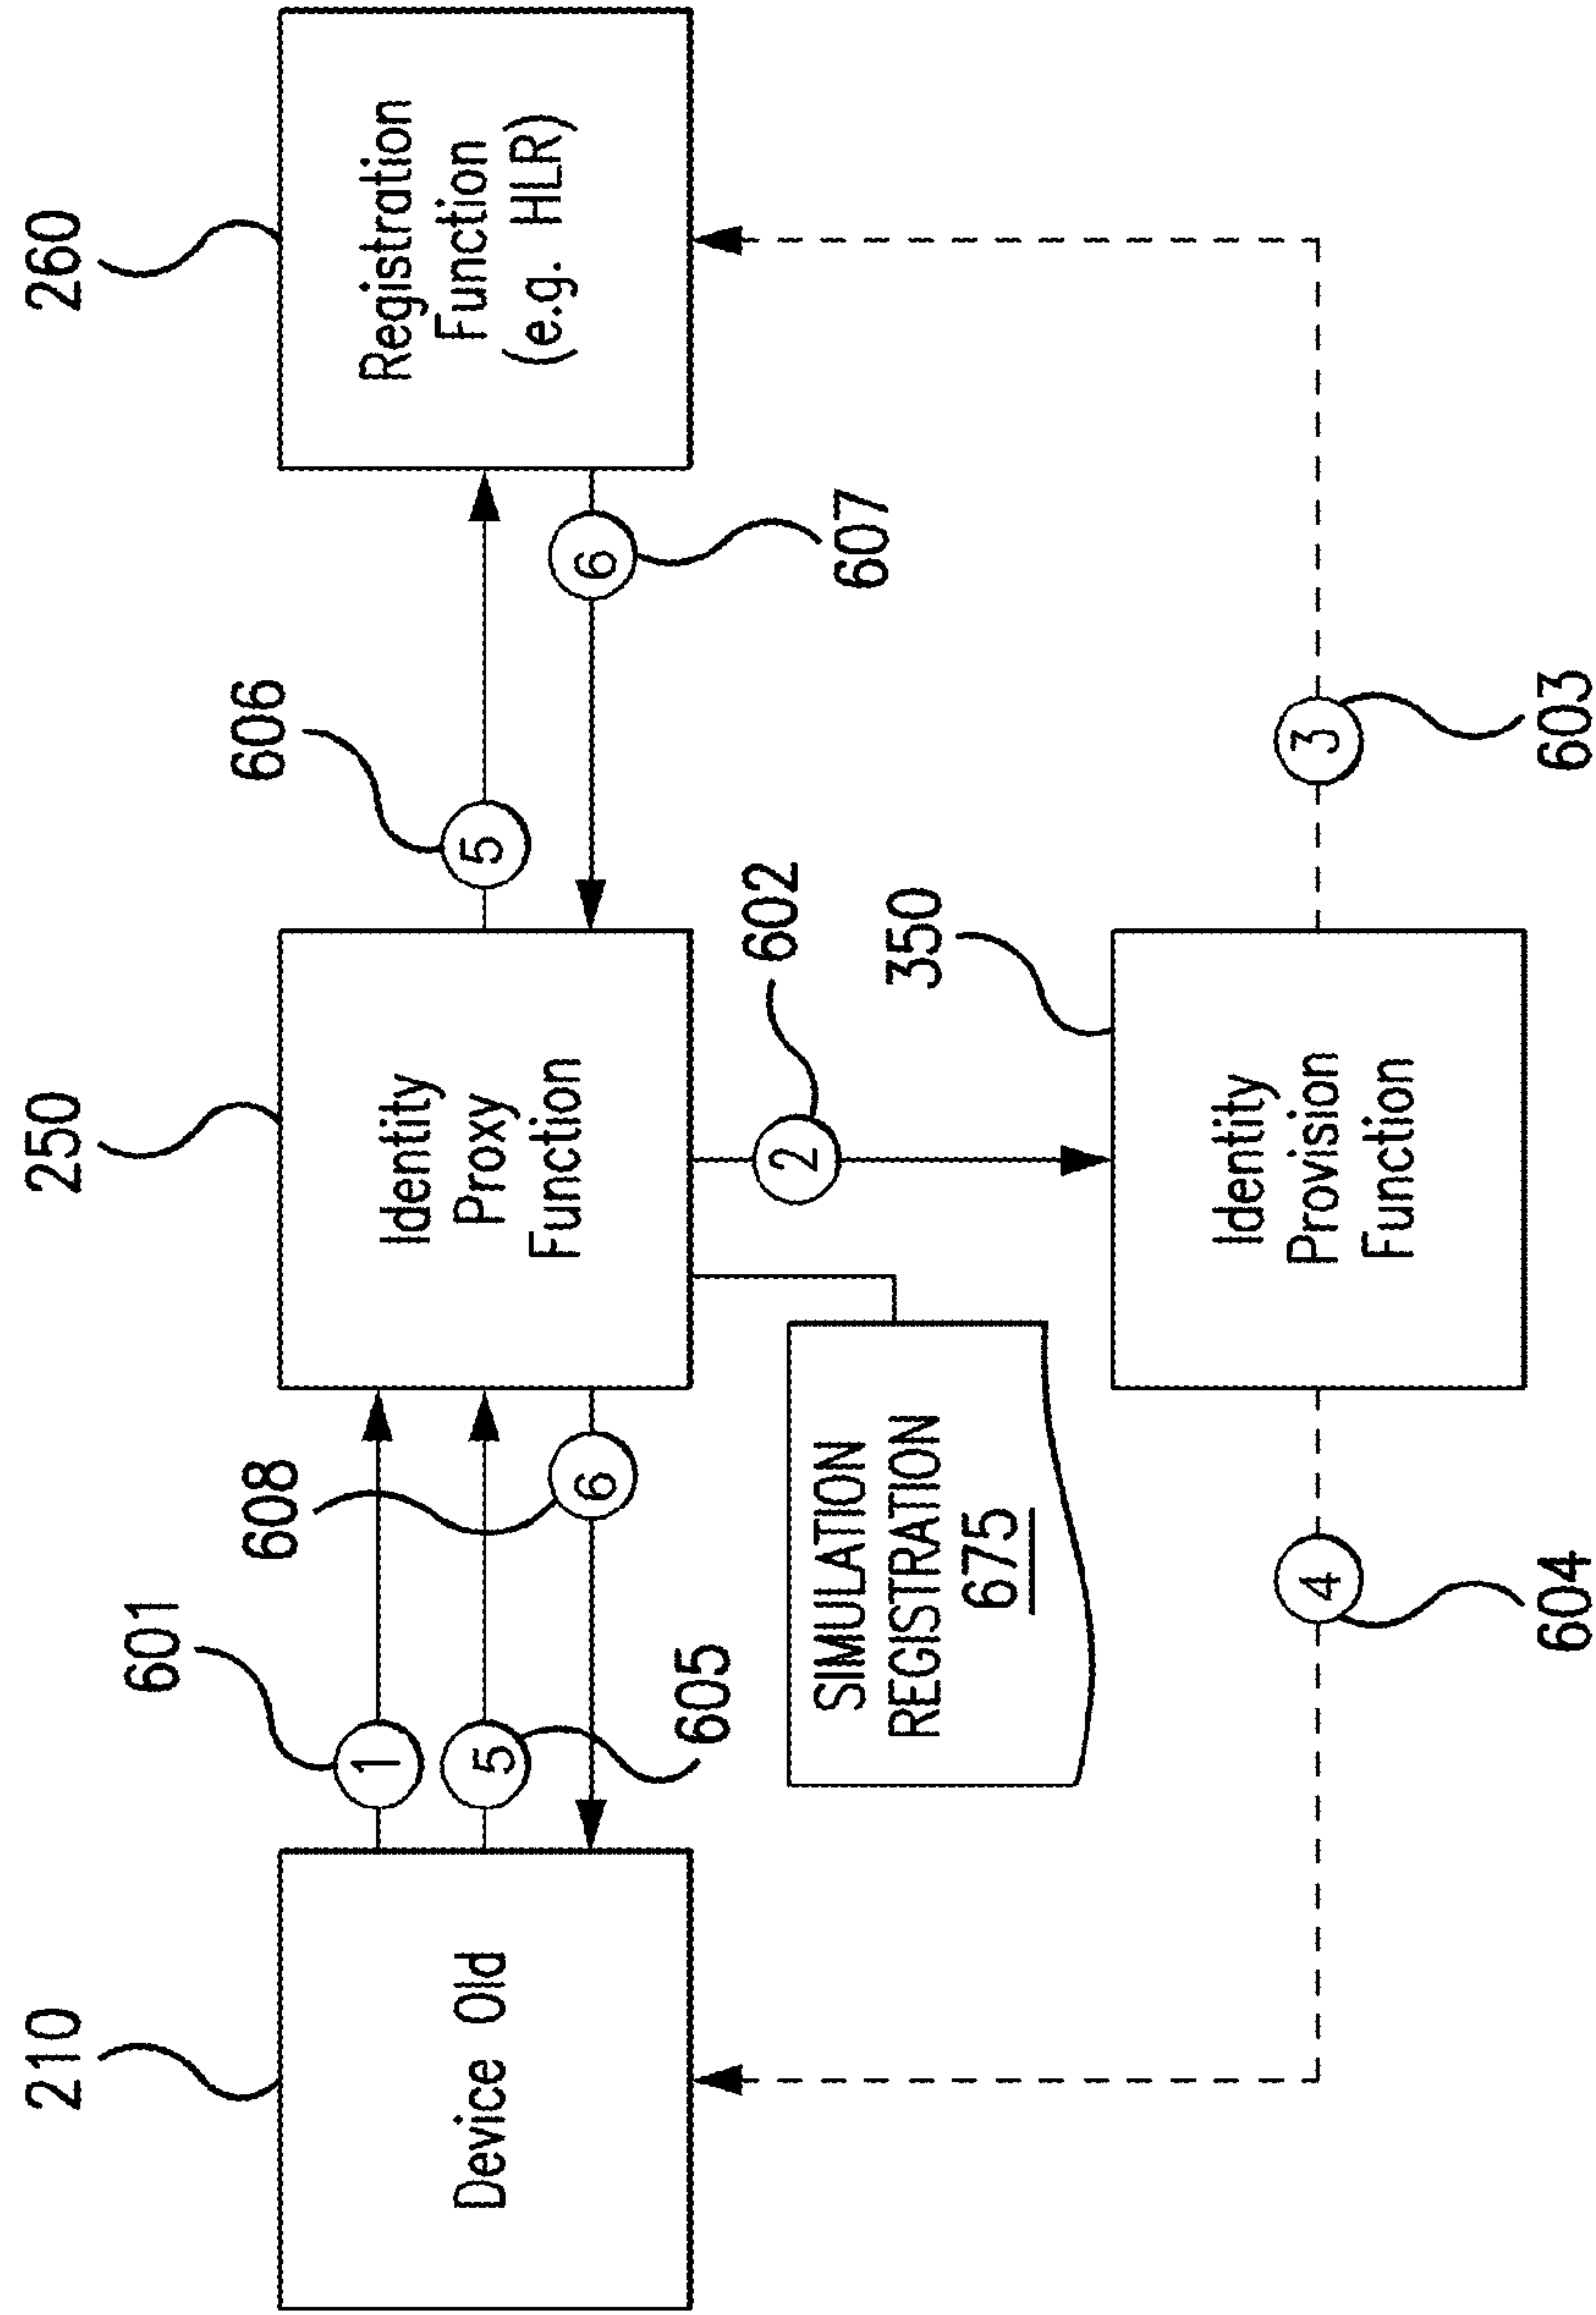 210
250
260
Device Old
Identity
Proxy
Function
Registration
Function
(e.g. HLR)
601
1
608
606
5
5
6
6
605
607
602
2
SIMULATION
REGISTRATION
675
350
Identity
Provision
Function
4
604
3
603